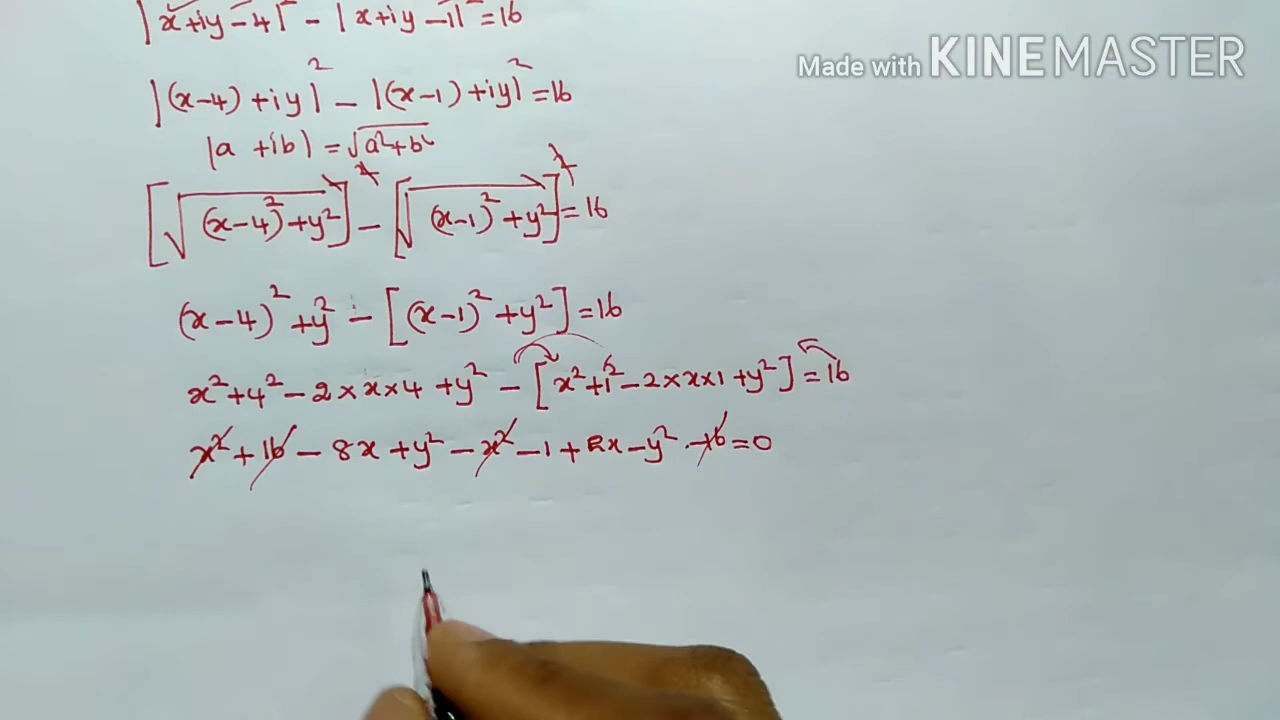 |x+iy-4|² - |x+iy-1|² = 16
Made with KINEMASTER
|(x-4)+iy|² - |(x-1)+iy|² = 16
|a+ib| = √a²+b²
[√(x-4)²+y²]² - [√(x-1)²+y²]² = 16
(x-4)²+y² - [(x-1)²+y²] = 16
x²+4²-2×x×4+y² - [x²+1²-2×x×1+y²] = 16
x²+16-8x+y²-x²-1+2x-y²-16=0